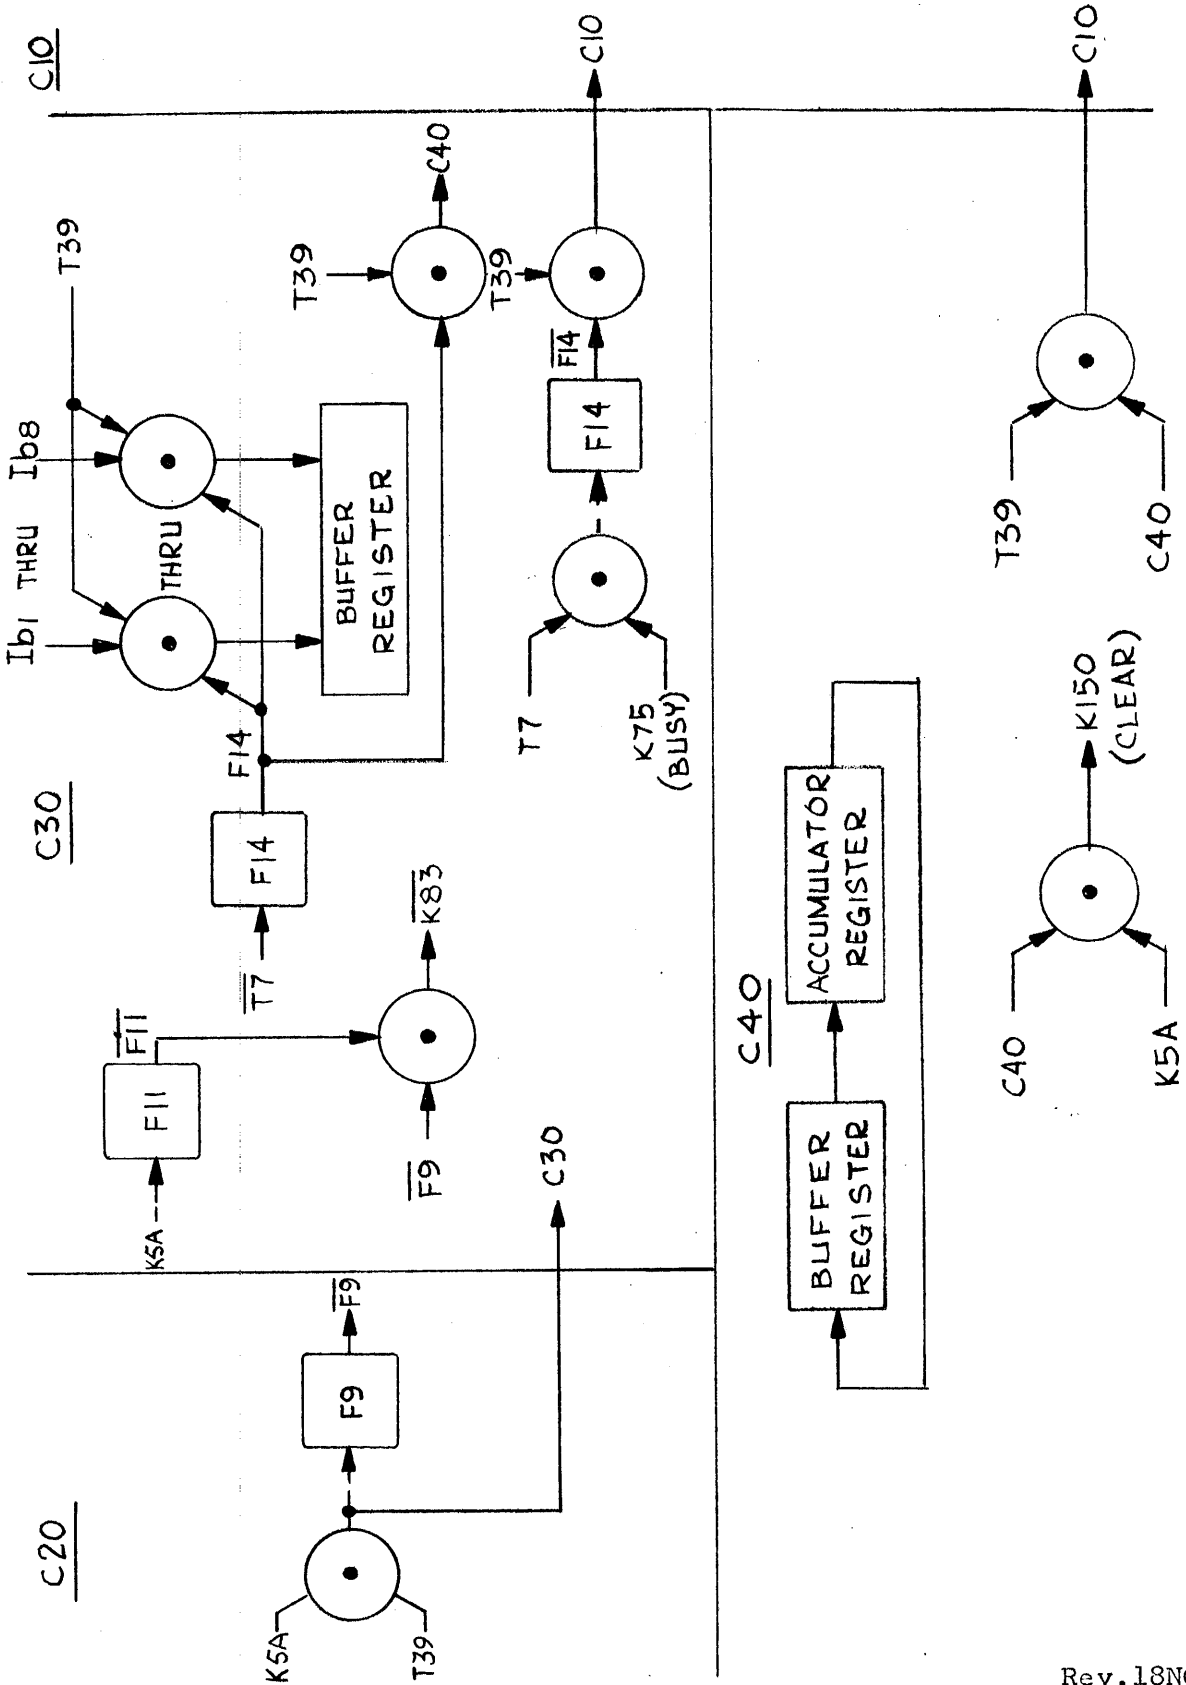 C20
K5A
T39
F9
F9
C30
C30
K5A
F11
F11
F9
K83
T7
F14
F14
Ib1 THRU Ib8
T39
THRU
BUFFER
REGISTER
T39
C40
T7
K75
(BUSY)
F14
F14
T39
C10
C10
C40
BUFFER
REGISTER
ACCUMULATOR
REGISTER
C40
K5A
K150
(CLEAR)
T39
C40
C10